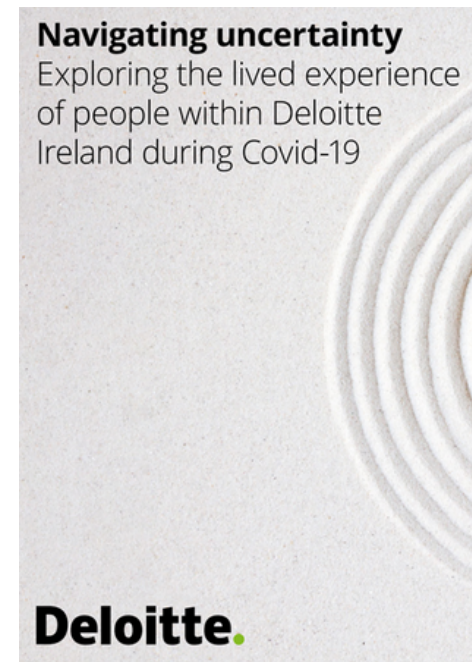 Navigating uncertainty
Exploring the lived experience
of people within Deloitte
Ireland during Covid-19
Deloitte.